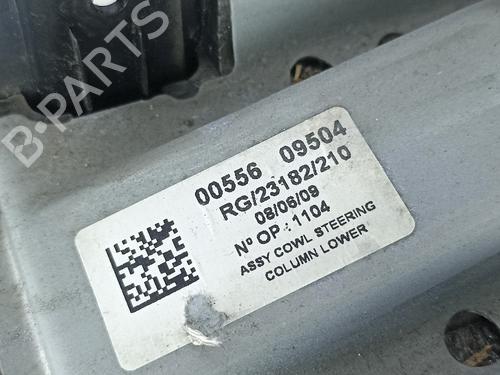 B-PARTS
00556 09504
RG/23182/210
08/06/09
Nº OP.:1104
ASSY COWL STEERING
COLUMN LOWER